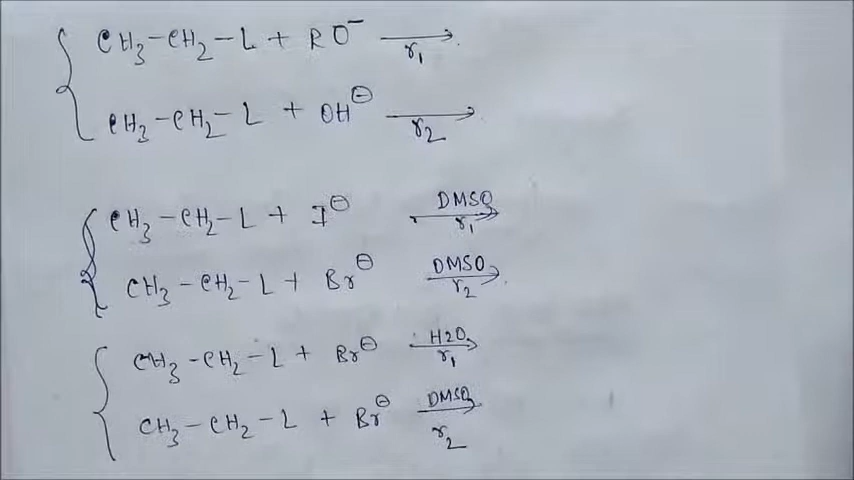 CH3-CH2-L + RO⁻ r1
CH3-CH2-L + OH⊖ r2
CH3-CH2-L + I⊖ DMSO r1
CH3-CH2-L + Br⊖ DMSO r2
CH3-CH2-L + Br⊖ H2O r1
CH3-CH2-L + Br⊖ DMSO r2